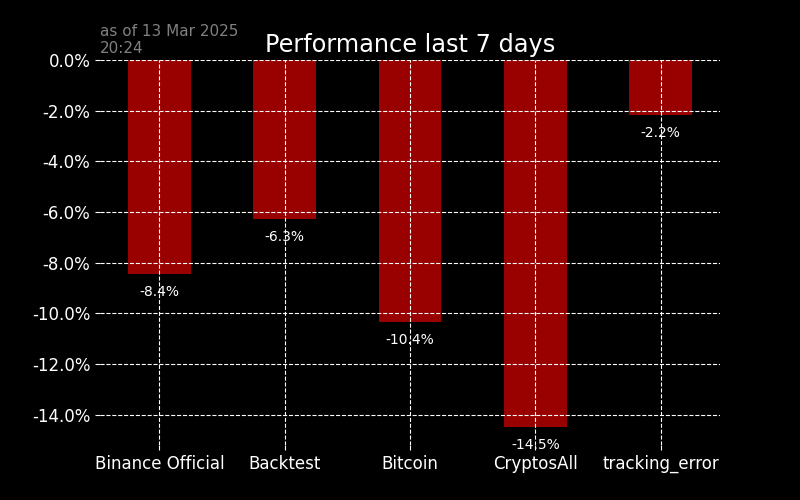 as of 13 Mar 2025
20:24
Performance last 7 days
0.0%
-2.0%
-4.0%
-6.0%
-8.0%
-10.0%
-12.0%
-14.0%
-8.4%
-6.3%
-10.4%
-14.5%
-2.2%
Binance Official
Backtest
Bitcoin
CryptosAll
tracking_error